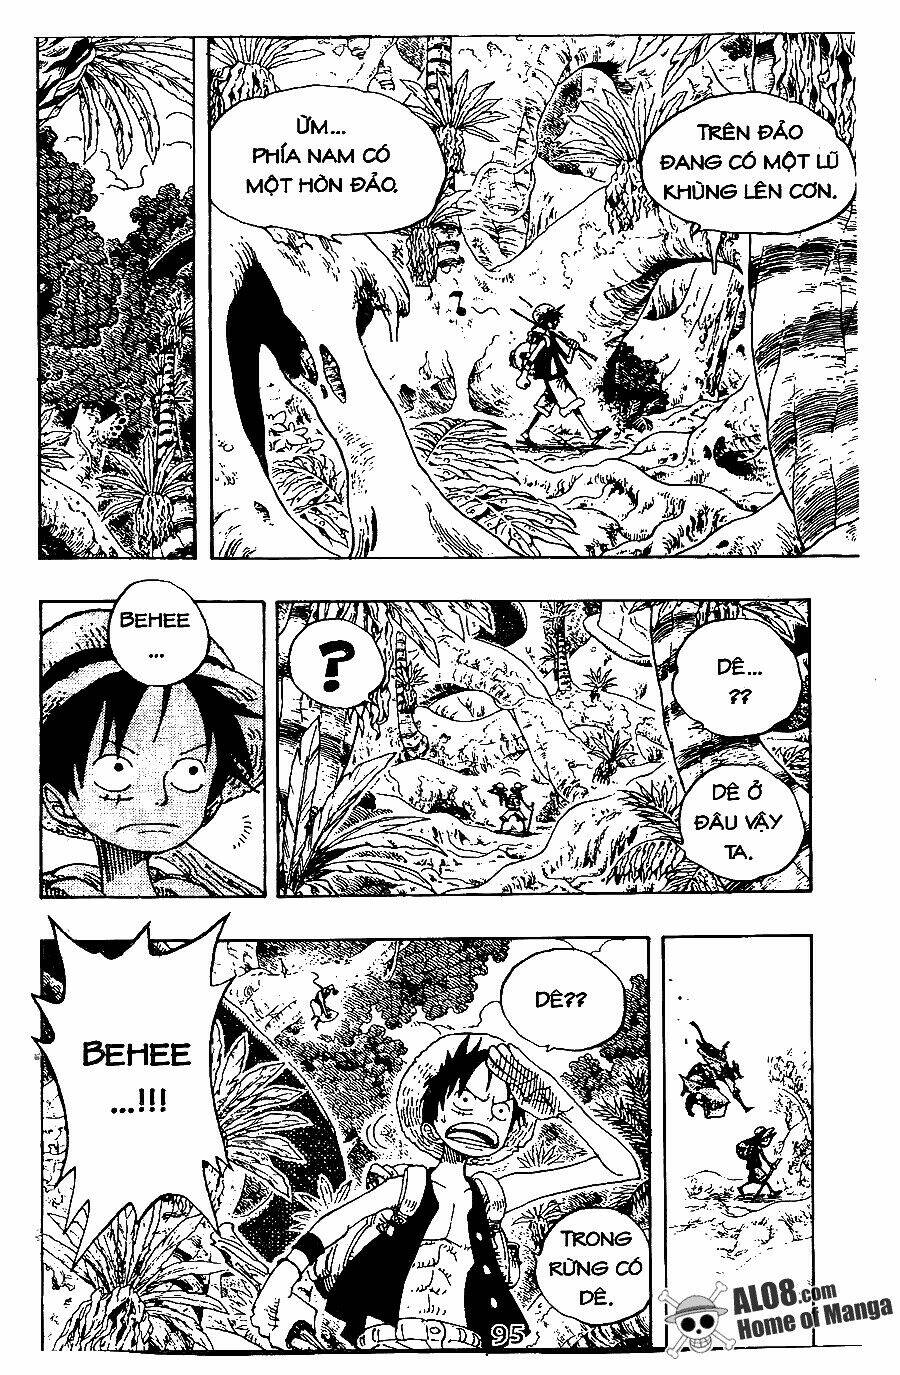 ỪM...
PHÍA NAM CÓ
MỘT HÒN ĐẢO.
TRÊN ĐẢO
ĐANG CÓ MỘT LŨ
KHÙNG LÊN CƠN.
BEHEE
...
?
DÊ...
??
DÊ Ở
ĐÂU VẬY
TA.
BEHEE
...!!!
DÊ??
TRONG
RỪNG CÓ
DÊ.
95
ALO8.com
Home of Manga